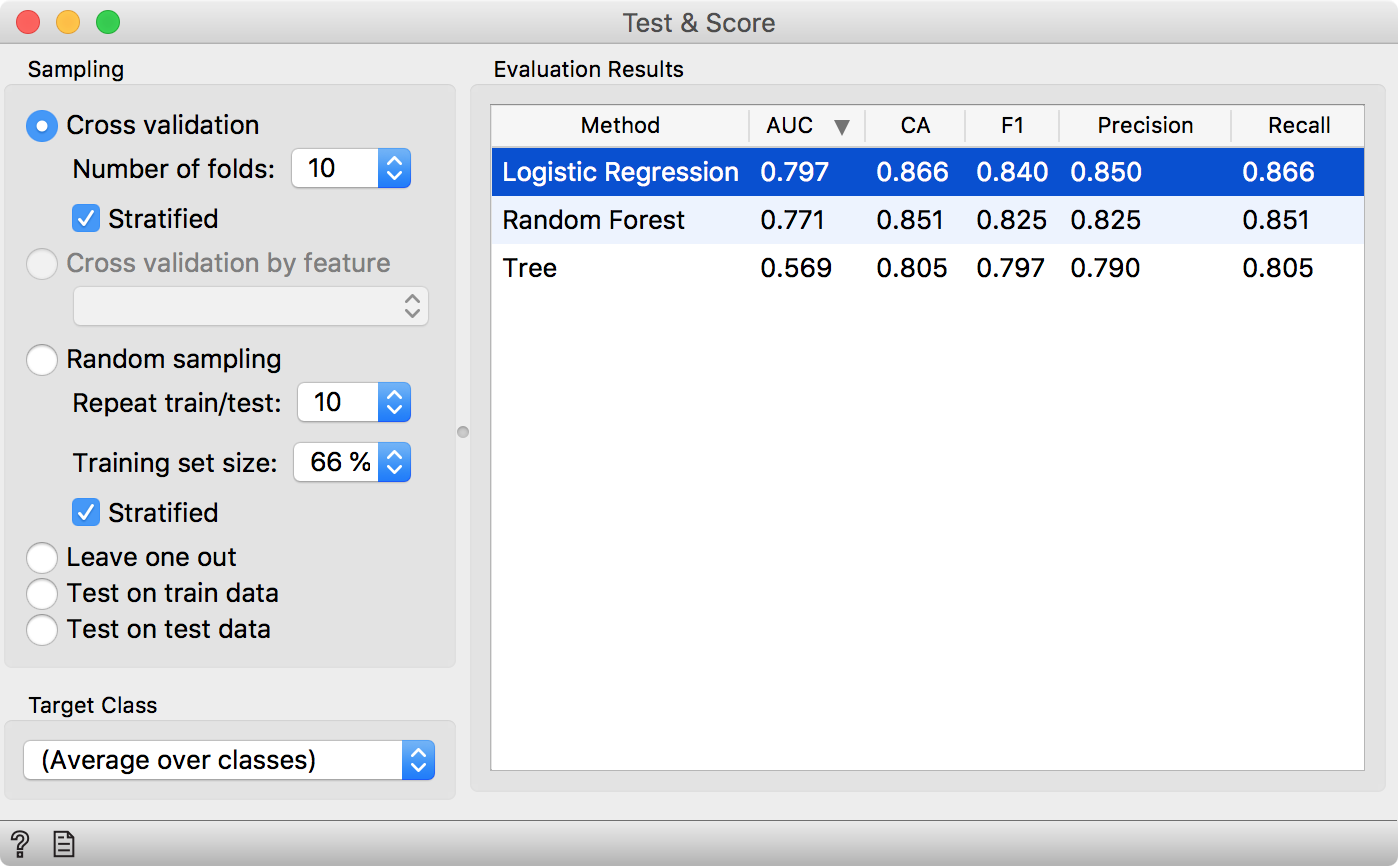 Test & Score
Sampling
Cross validation
Number of folds: 10
Stratified
Cross validation by feature
Random sampling
Repeat train/test: 10
Training set size: 66 %
Stratified
Leave one out
Test on train data
Test on test data
Target Class
(Average over classes)
Evaluation Results
Method AUC CA F1 Precision Recall
Logistic Regression 0.797 0.866 0.840 0.850 0.866
Random Forest 0.771 0.851 0.825 0.825 0.851
Tree 0.569 0.805 0.797 0.790 0.805
?